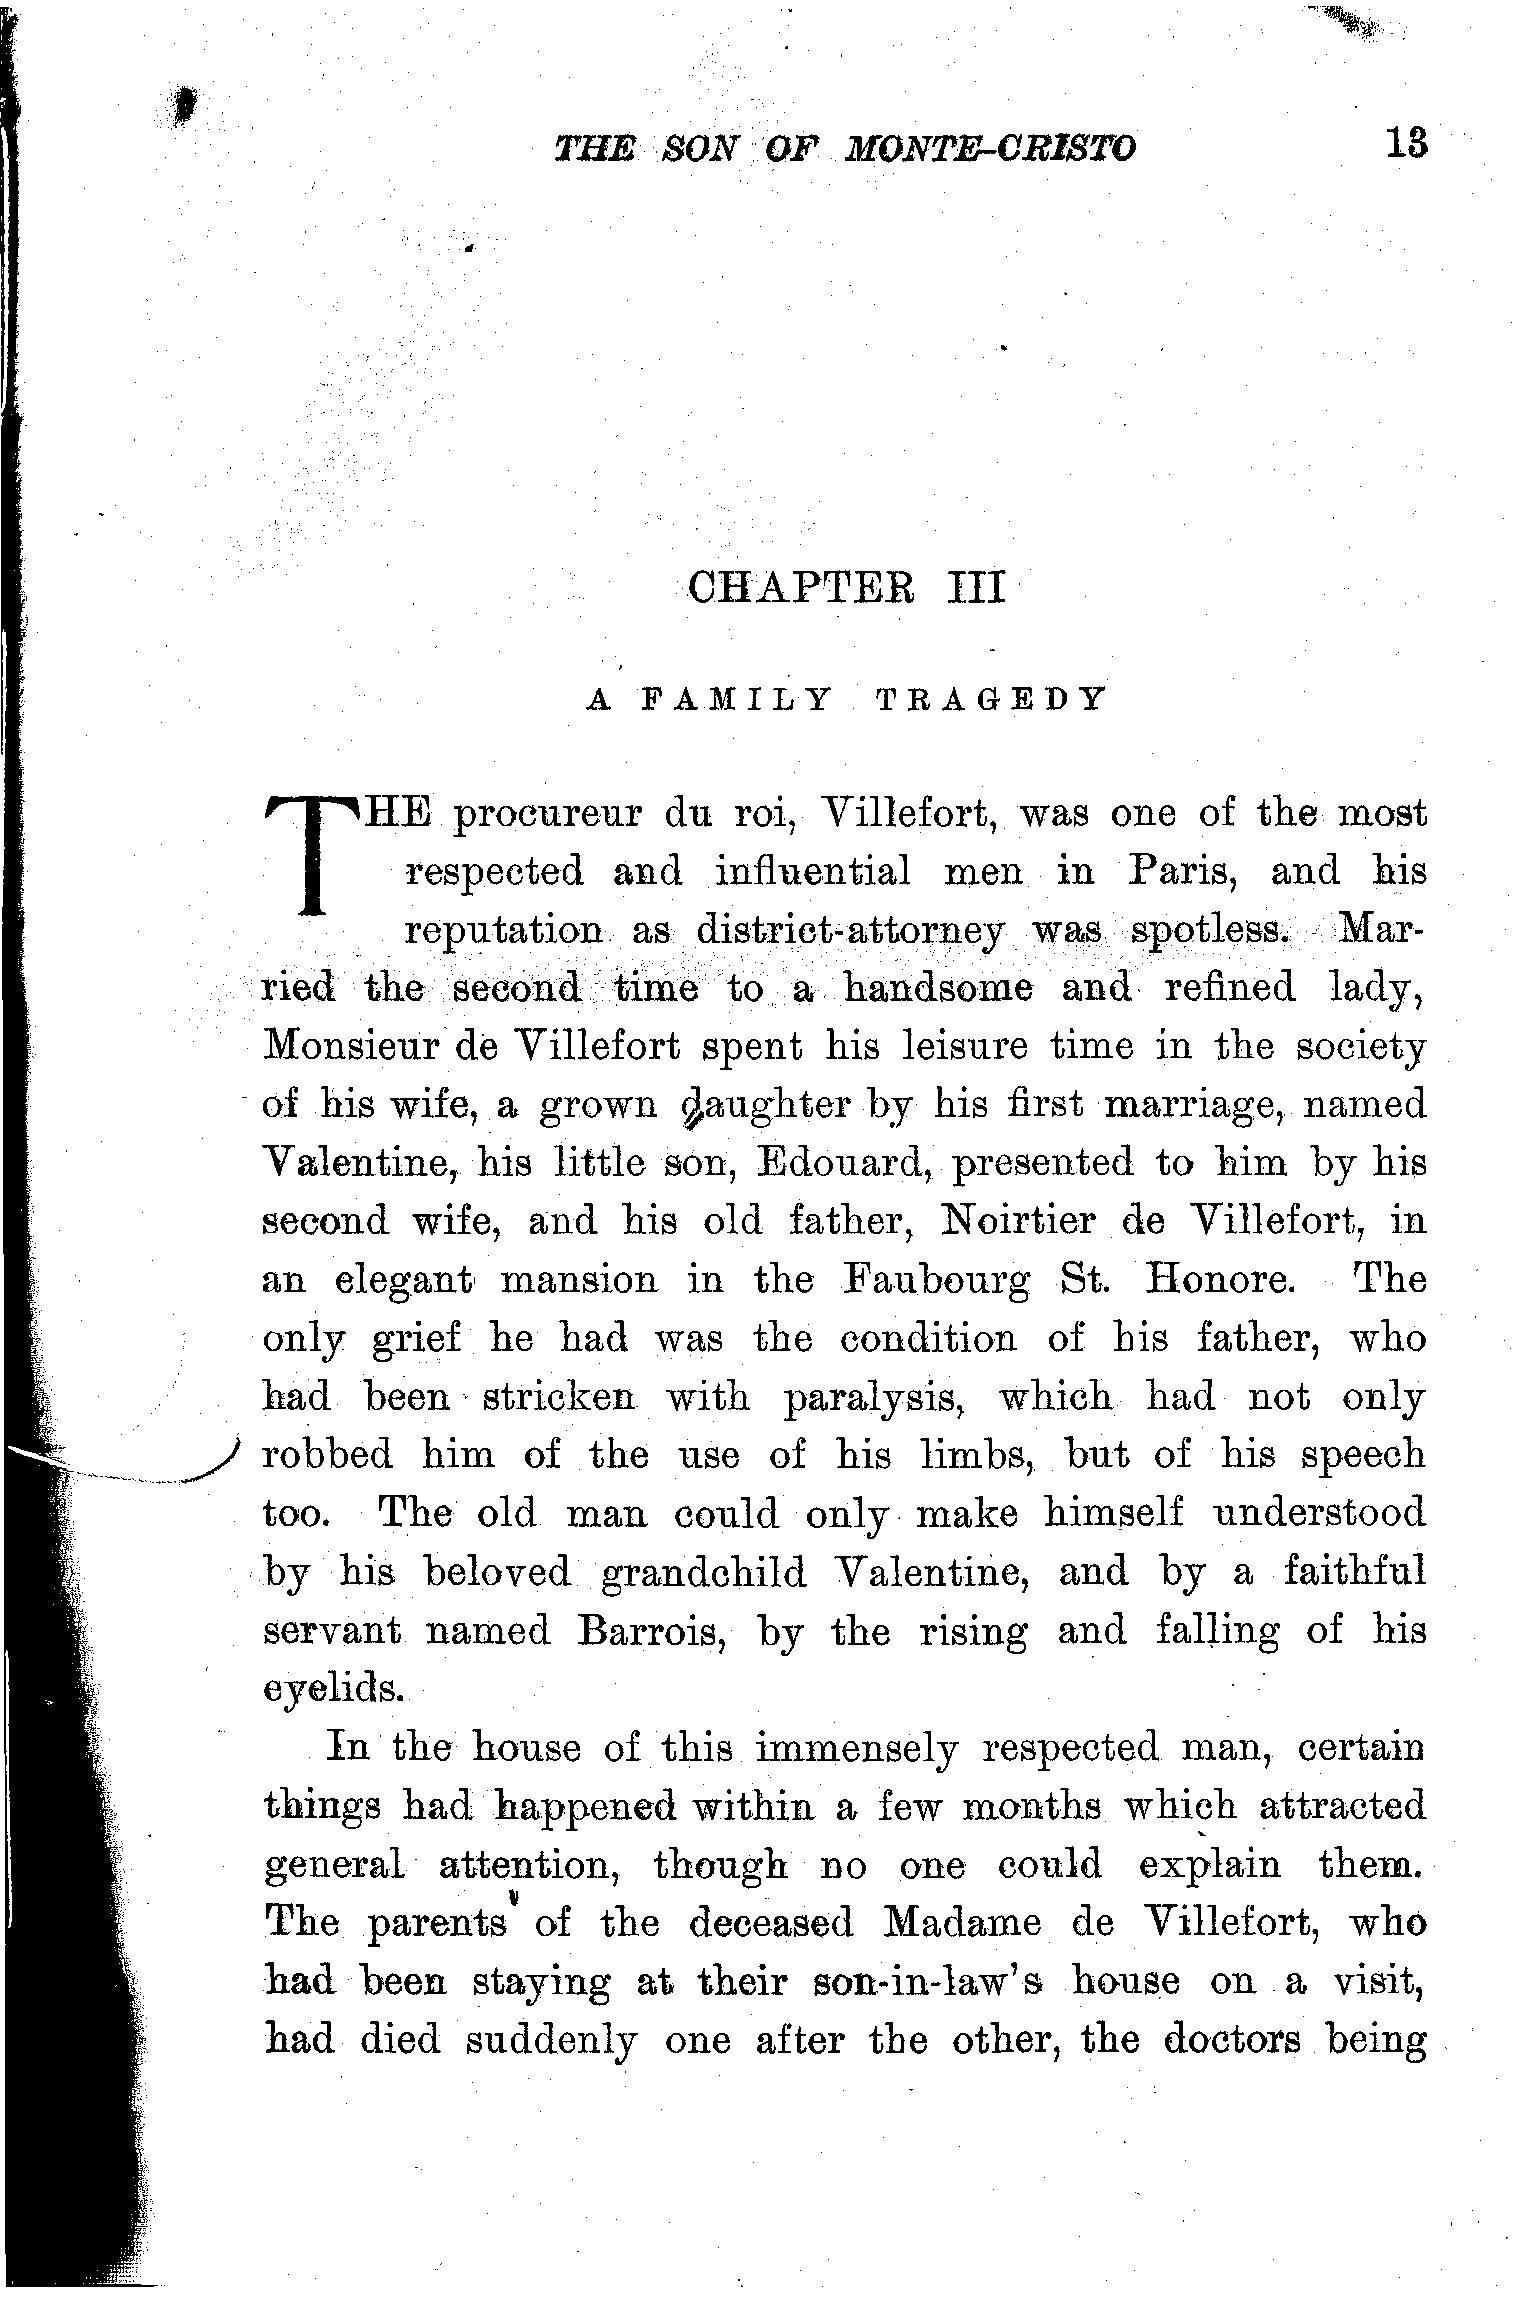 THE SON OF MONTE-CRISTO 13
CHAPTER III
A FAMILY TRAGEDY
THE procureur du roi, Villefort, was one of the most
respected and influential men in Paris, and his
reputation as district-attorney was spotless. Mar-
ried the second time to a handsome and refined lady,
Monsieur de Villefort spent his leisure time in the society
of his wife, a grown daughter by his first marriage, named
Valentine, his little son, Edouard, presented to him by his
second wife, and his old father, Noirtier de Villefort, in
an elegant mansion in the Faubourg St. Honore. The
only grief he had was the condition of his father, who
had been stricken with paralysis, which had not only
robbed him of the use of his limbs, but of his speech
too. The old man could only make himself understood
by his beloved grandchild Valentine, and by a faithful
servant named Barrois, by the rising and falling of his
eyelids.
In the house of this immensely respected man, certain
things had happened within a few months which attracted
general attention, though no one could explain them.
The parents of the deceased Madame de Villefort, who
had been staying at their son-in-law's house on a visit,
had died suddenly one after the other, the doctors being